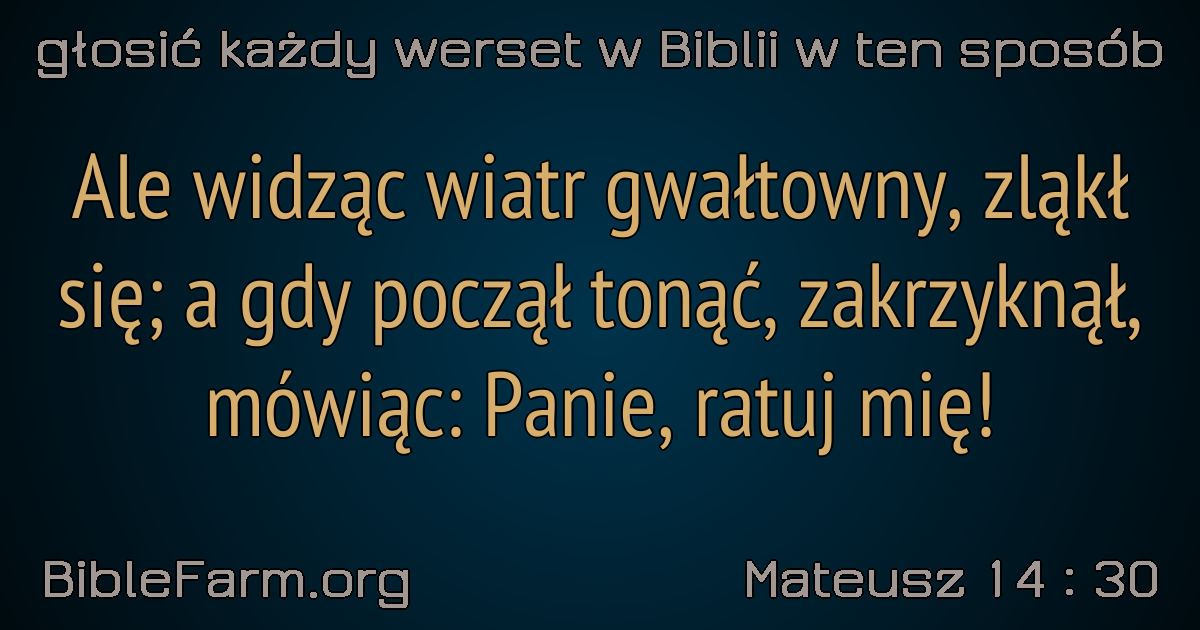 głosić każdy werset w Biblii w ten sposób
Ale widząc wiatr gwałtowny, zląkł
się; a gdy począł tonąć, zakrzyknął,
mówiąc: Panie, ratuj mię!
BibleFarm.org
Mateusz 14 : 30